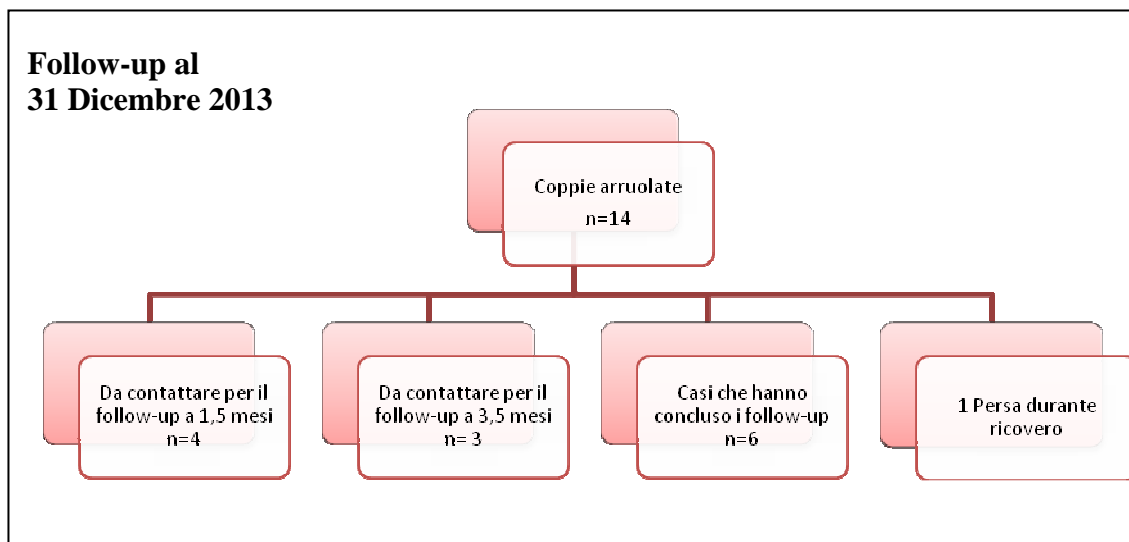 Follow-up al
31 Dicembre 2013
Coppie arruolate
n=14
Da contattare per il
follow-up a 1,5 mesi
n=4
Da contattare per il
follow-up a 3,5 mesi
n= 3
Casi che hanno
concluso i follow-up
n=6
1 Persa durante
ricovero